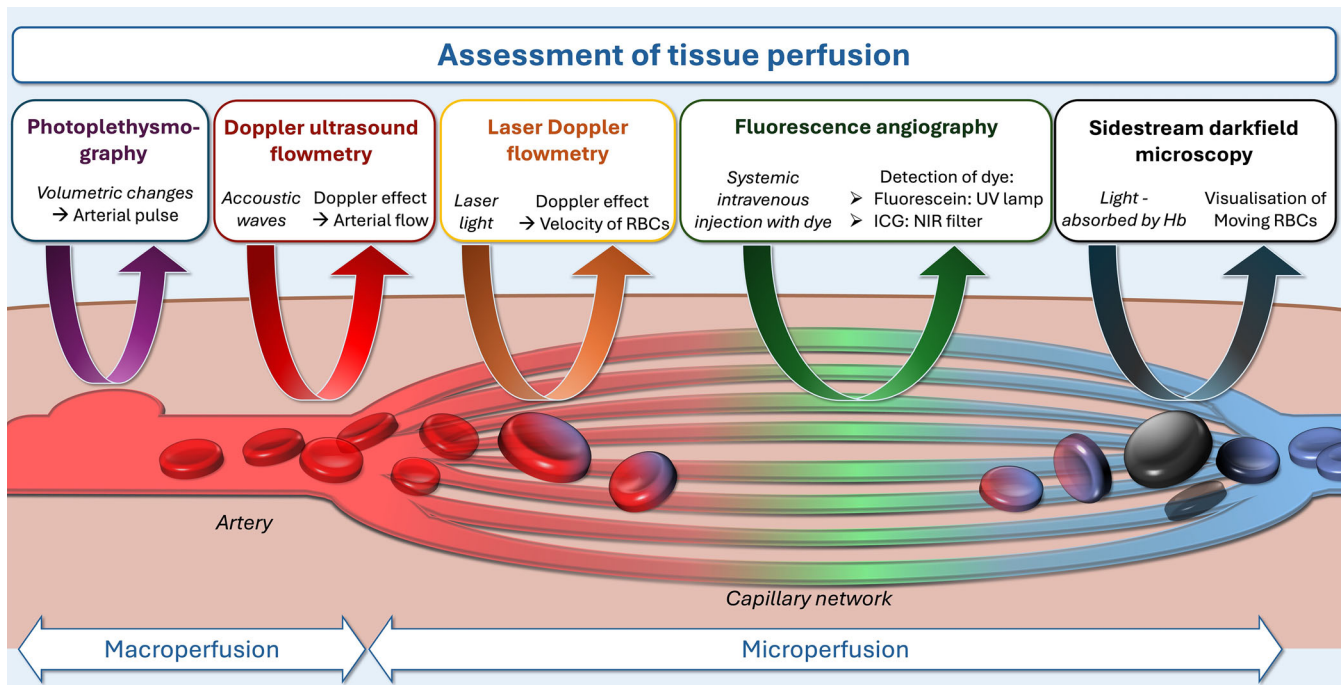 Assessment of tissue perfusion
Photoplethysmo-
graphy
Volumetric changes
→ Arterial pulse
Doppler ultrasound
flowmetry
Accoustic
waves
Doppler effect
→ Arterial flow
Laser Doppler
flowmetry
Laser
light
Doppler effect
→ Velocity of RBCs
Fluorescence angiography
Systemic
intravenous
injection with dye
Detection of dye:
➢ Fluorescein: UV lamp
➢ ICG: NIR filter
Sidestream darkfield
microscopy
Light -
absorbed by Hb
Visualisation of
Moving RBCs
Artery
Capillary network
Macroperfusion
Microperfusion